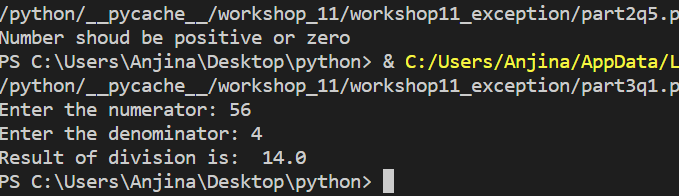 /python/__pycache__/workshop_11/workshop11_exception/part2q5.p
Number shoud be positive or zero
PS C:\Users\Anjina\Desktop\python> & C:/Users/Anjina/AppData/L
/python/__pycache__/workshop_11/workshop11_exception/part3q1.p
Enter the numerator: 56
Enter the denominator: 4
Result of division is:  14.0
PS C:\Users\Anjina\Desktop\python>